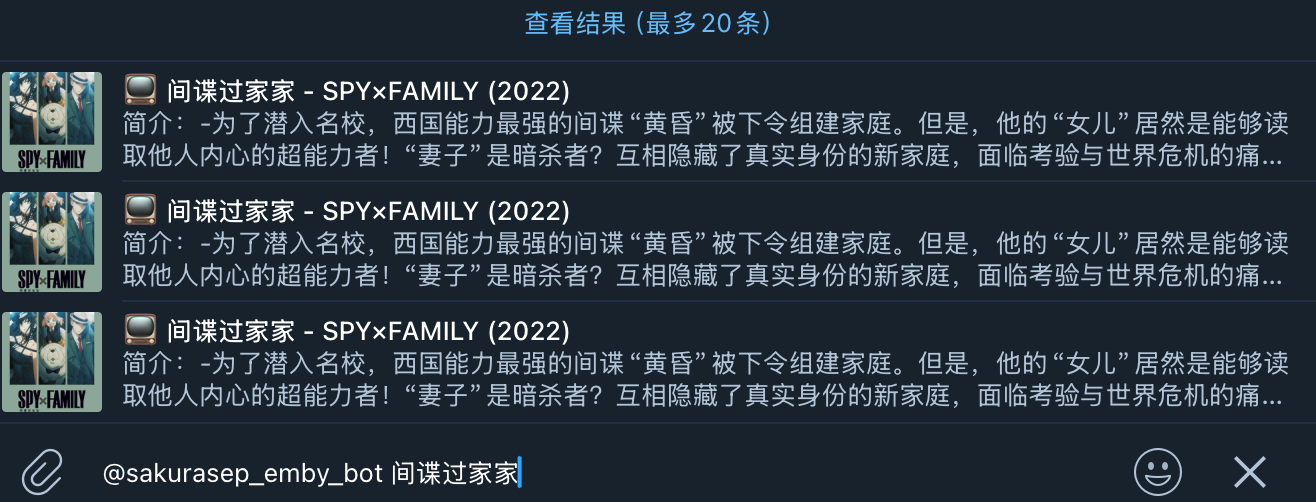 查看结果（最多20条）
间谍过家家 - SPY×FAMILY (2022)
简介：-为了潜入名校，西国能力最强的间谍“黄昏”被下令组建家庭。但是，他的“女儿”居然是能够读
取他人内心的超能力者！“妻子”是暗杀者？互相隐藏了真实身份的新家庭，面临考验与世界危机的痛...
SPY×FAMILY
间谍过家家 - SPY×FAMILY (2022)
简介：-为了潜入名校，西国能力最强的间谍“黄昏”被下令组建家庭。但是，他的“女儿”居然是能够读
取他人内心的超能力者！“妻子”是暗杀者？互相隐藏了真实身份的新家庭，面临考验与世界危机的痛...
SPY×FAMILY
间谍过家家 - SPY×FAMILY (2022)
简介：-为了潜入名校，西国能力最强的间谍“黄昏”被下令组建家庭。但是，他的“女儿”居然是能够读
取他人内心的超能力者！“妻子”是暗杀者？互相隐藏了真实身份的新家庭，面临考验与世界危机的痛...
SPY×FAMILY
@sakurasep_emby_bot 间谍过家家